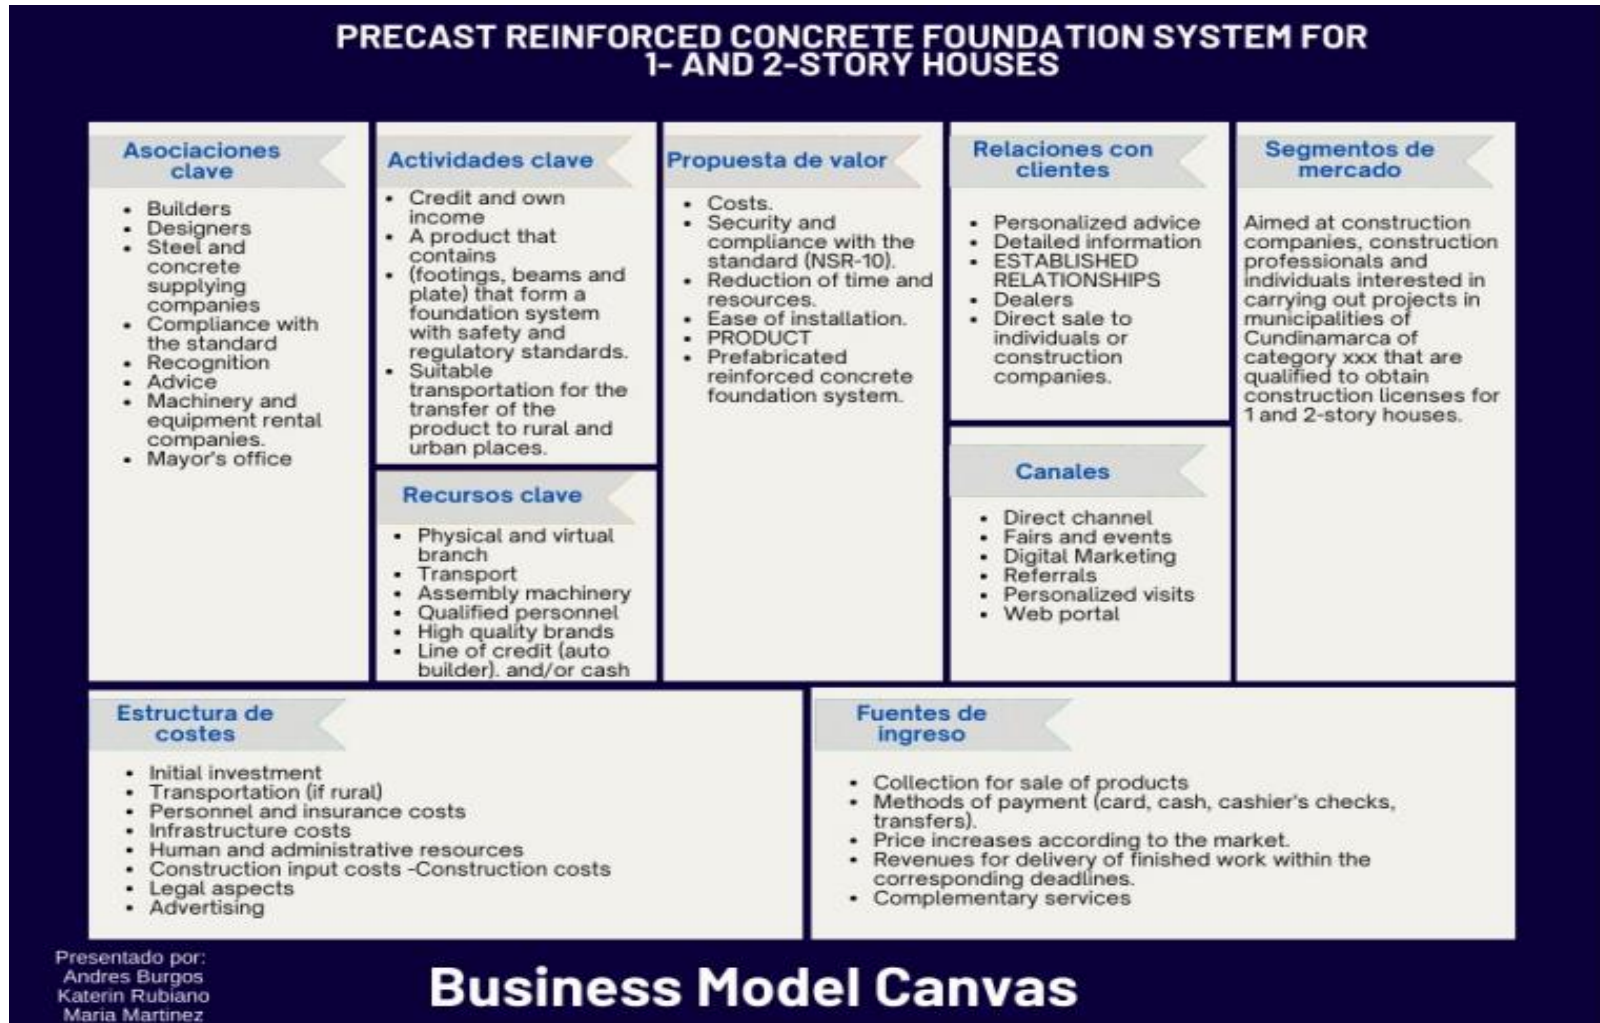 PRECAST REINFORCED CONCRETE FOUNDATION SYSTEM FOR
1- AND 2-STORY HOUSES
Asociaciones
clave
• Builders
• Designers
• Steel and
concrete
supplying
companies
• Compliance with
the standard
• Recognition
• Advice
• Machinery and
equipment rental
companies.
• Mayor's office
Actividades clave
• Credit and own
income
• A product that
contains
• (footings, beams and
plate) that form a
foundation system
with safety and
regulatory standards.
• Suitable
transportation for the
transfer of the
product to rural and
urban places.
Recursos clave
• Physical and virtual
branch
• Transport
• Assembly machinery
• Qualified personnel
• High quality brands
• Line of credit (auto
builder). and/or cash
Propuesta de valor
• Costs.
• Security and
compliance with the
standard (NSR-10).
• Reduction of time and
resources.
• Ease of installation.
• PRODUCT
• Prefabricated
reinforced concrete
foundation system.
Relaciones con
clientes
• Personalized advice
• Detailed information
• ESTABLISHED
RELATIONSHIPS
• Dealers
• Direct sale to
individuals or
construction
companies.
Canales
• Direct channel
• Fairs and events
• Digital Marketing
• Referrals
• Personalized visits
• Web portal
Segmentos de
mercado
Aimed at construction
companies, construction
professionals and
individuals interested in
carrying out projects in
municipalities of
Cundinamarca of
category xxx that are
qualified to obtain
construction licenses for
1 and 2-story houses.
Estructura de
costes
• Initial investment
• Transportation (if rural)
• Personnel and insurance costs
• Infrastructure costs
• Human and administrative resources
• Construction input costs -Construction costs
• Legal aspects
• Advertising
Fuentes de
ingreso
• Collection for sale of products
• Methods of payment (card, cash, cashier's checks,
transfers).
• Price increases according to the market.
• Revenues for delivery of finished work within the
corresponding deadlines.
• Complementary services
Presentado por:
Andres Burgos
Katerin Rubiano
Maria Martinez
Business Model Canvas